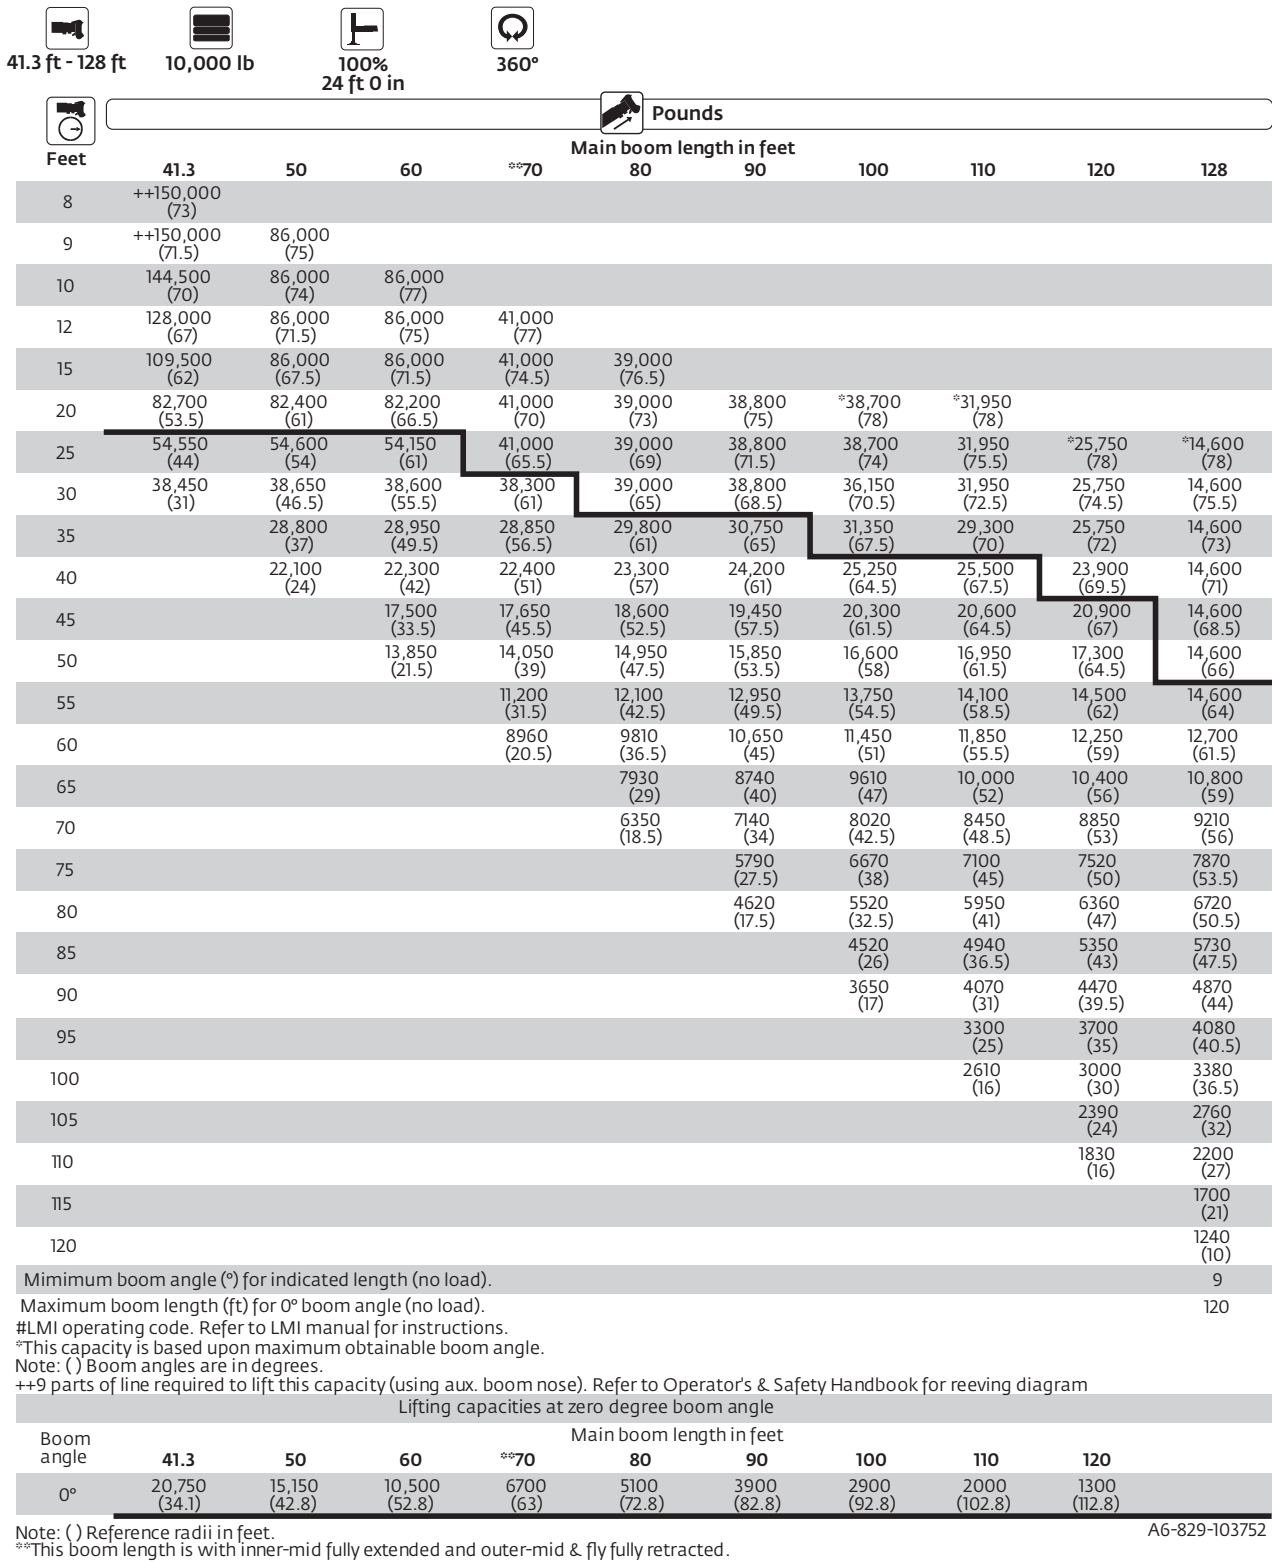 41.3 ft - 128 ft 10,000 lb 100% 360°
24 ft 0 in
Pounds
Feet Main boom length in feet
41.3 50 60 **70 80 90 100 110 120 128
8 ++150,000
(73)
9 ++150,000 86,000
(71.5) (75)
10 144,500 86,000 86,000
(70) (74) (77)
12 128,000 86,000 86,000 41,000
(67) (71.5) (75) (77)
15 109,500 86,000 86,000 41,000 39,000
(62) (67.5) (71.5) (74.5) (76.5)
20 82,700 82,400 82,200 41,000 39,000 38,800 *38,700 *31,950
(53.5) (61) (66.5) (70) (73) (75) (78) (78)
25 54,550 54,600 54,150 41,000 39,000 38,800 38,700 31,950 *25,750 *14,600
(44) (54) (61) (65.5) (69) (71.5) (74) (75.5) (78) (78)
30 38,450 38,650 38,600 38,300 39,000 38,800 36,150 31,950 25,750 14,600
(31) (46.5) (55.5) (61) (65) (68.5) (70.5) (72.5) (74.5) (75.5)
35 28,800 28,950 28,850 29,800 30,750 31,350 29,300 25,750 14,600
(37) (49.5) (56.5) (61) (65) (67.5) (70) (72) (73)
40 22,100 22,300 22,400 23,300 24,200 25,250 25,500 23,900 14,600
(24) (42) (51) (57) (61) (64.5) (67.5) (69.5) (71)
45 17,500 17,650 18,600 19,450 20,300 20,600 20,900 14,600
(33.5) (45.5) (52.5) (57.5) (61.5) (64.5) (67) (68.5)
50 13,850 14,050 14,950 15,850 16,600 16,950 17,300 14,600
(21.5) (39) (47.5) (53.5) (58) (61.5) (64.5) (66)
55 11,200 12,100 12,950 13,750 14,100 14,500 14,600
(31.5) (42.5) (49.5) (54.5) (58.5) (62) (64)
60 8960 9810 10,650 11,450 11,850 12,250 12,700
(20.5) (36.5) (45) (51) (55.5) (59) (61.5)
65 7930 8740 9610 10,000 10,400 10,800
(29) (40) (47) (52) (56) (59)
70 6350 7140 8020 8450 8850 9210
(18.5) (34) (42.5) (48.5) (53) (56)
75 5790 6670 7100 7520 7870
(27.5) (38) (45) (50) (53.5)
80 4620 5520 5950 6360 6720
(17.5) (32.5) (41) (47) (50.5)
85 4520 4940 5350 5730
(26) (36.5) (43) (47.5)
90 3650 4070 4470 4870
(17) (31) (39.5) (44)
95 3300 3700 4080
(25) (35) (40.5)
100 2610 3000 3380
(16) (30) (36.5)
105 2390 2760
(24) (32)
110 1830 2200
(16) (27)
115 1700
(21)
120 1240
(10)
Mimimum boom angle (°) for indicated length (no load). 9
Maximum boom length (ft) for 0° boom angle (no load). 120
#LMI operating code. Refer to LMI manual for instructions.
*This capacity is based upon maximum obtainable boom angle.
Note: ( ) Boom angles are in degrees.
++9 parts of line required to lift this capacity (using aux. boom nose). Refer to Operator's & Safety Handbook for reeving diagram
Lifting capacities at zero degree boom angle
Boom angle Main boom length in feet
41.3 50 60 **70 80 90 100 110 120
0° 20,750 15,150 10,500 6700 5100 3900 2900 2000 1300
(34.1) (42.8) (52.8) (63) (72.8) (82.8) (92.8) (102.8) (112.8)
Note: ( ) Reference radii in feet. A6-829-103752
**This boom length is with inner-mid fully extended and outer-mid & fly fully retracted.